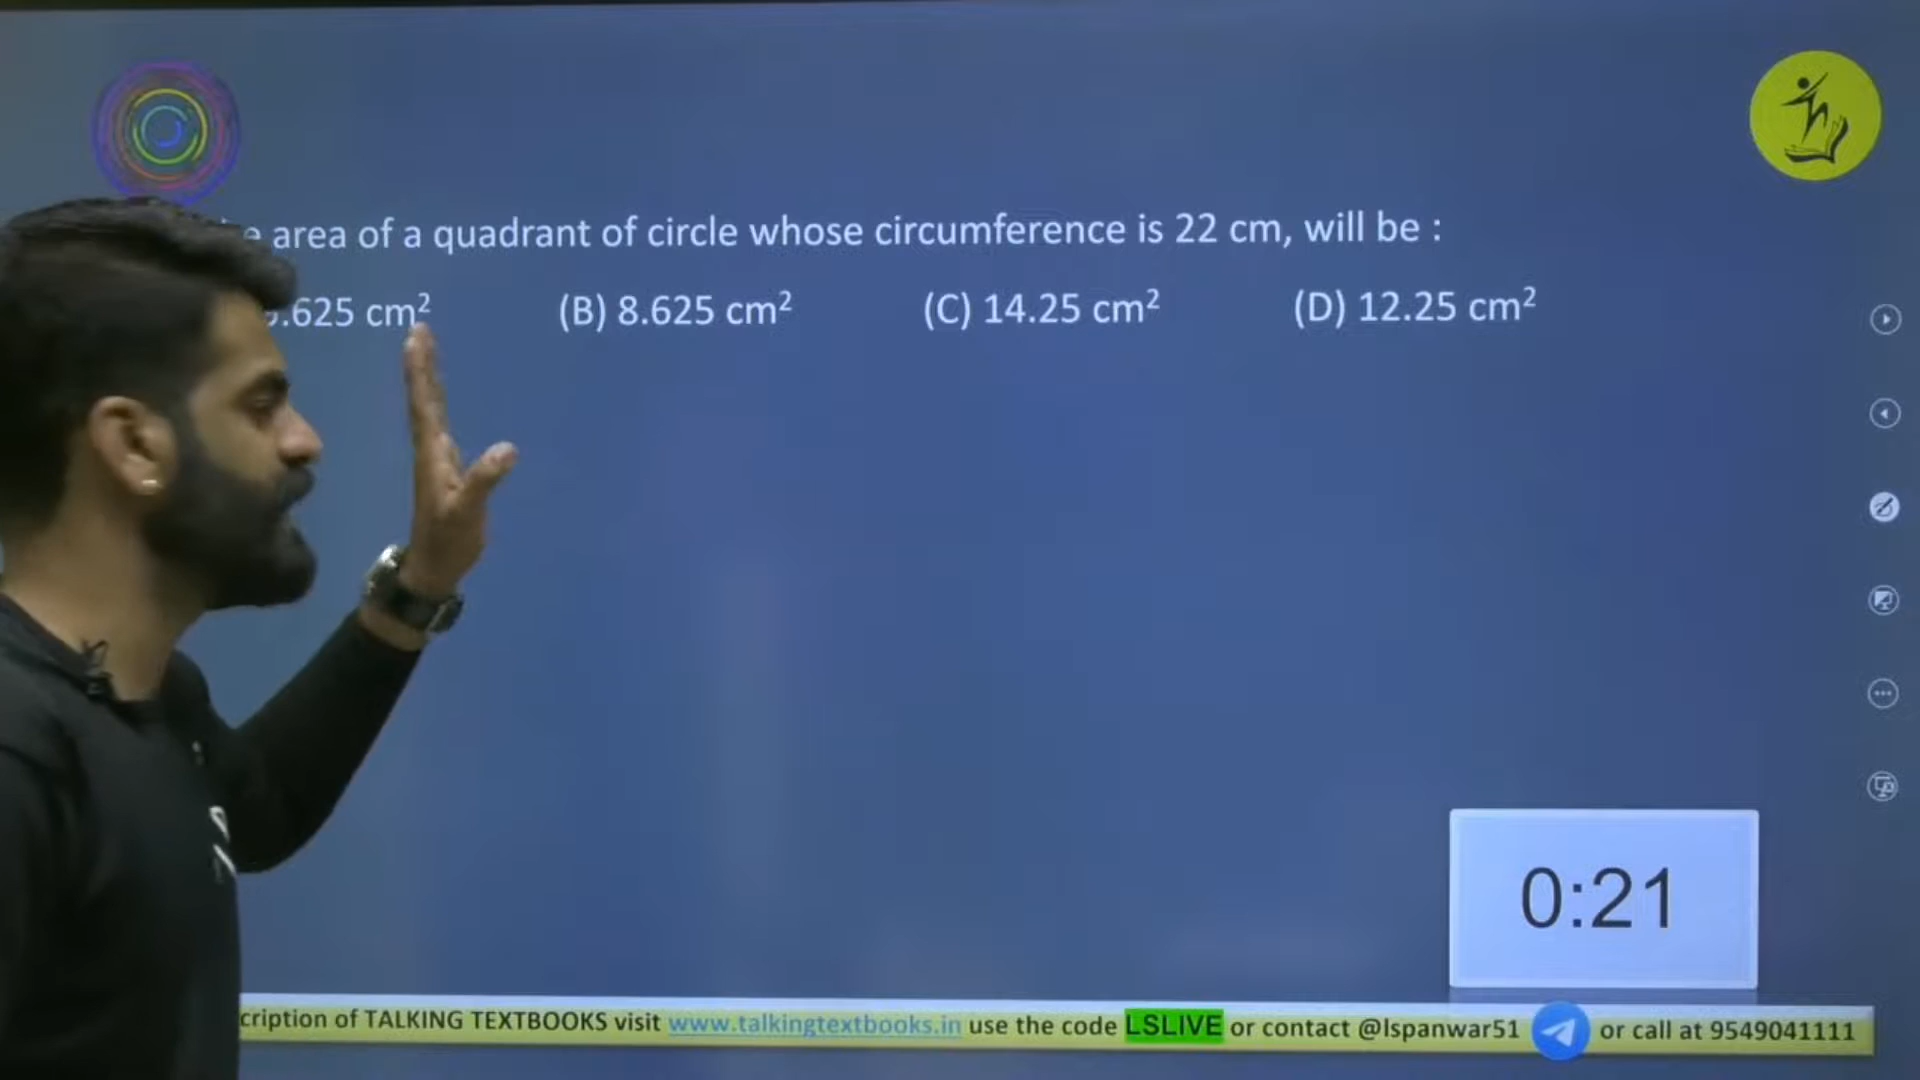 area of a quadrant of circle whose circumference is 22 cm, will be :
.625 cm² (B) 8.625 cm² (C) 14.25 cm² (D) 12.25 cm²
0:21
cription of TALKING TEXTBOOKS visit www.talkingtextbooks.in use the code LSLIVE or contact @lspanwar51 or call at 9549041111